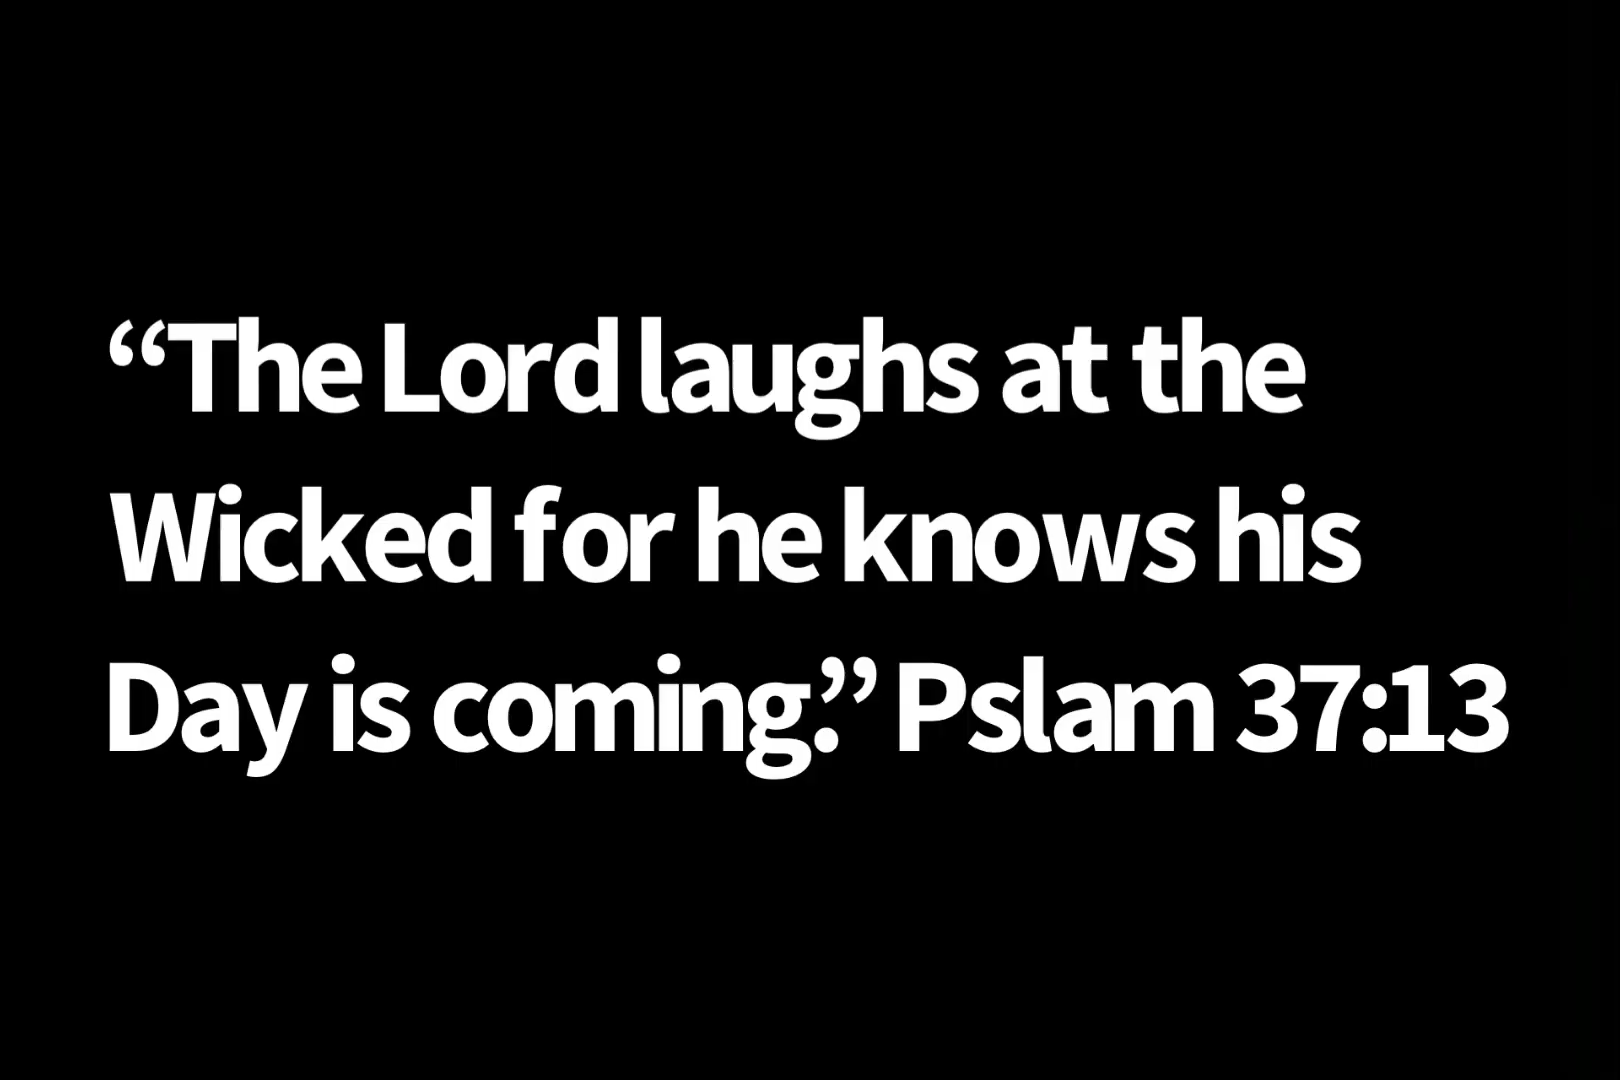 “The Lord laughs at the
Wicked for he knows his
Day is coming.” Pslam 37:13